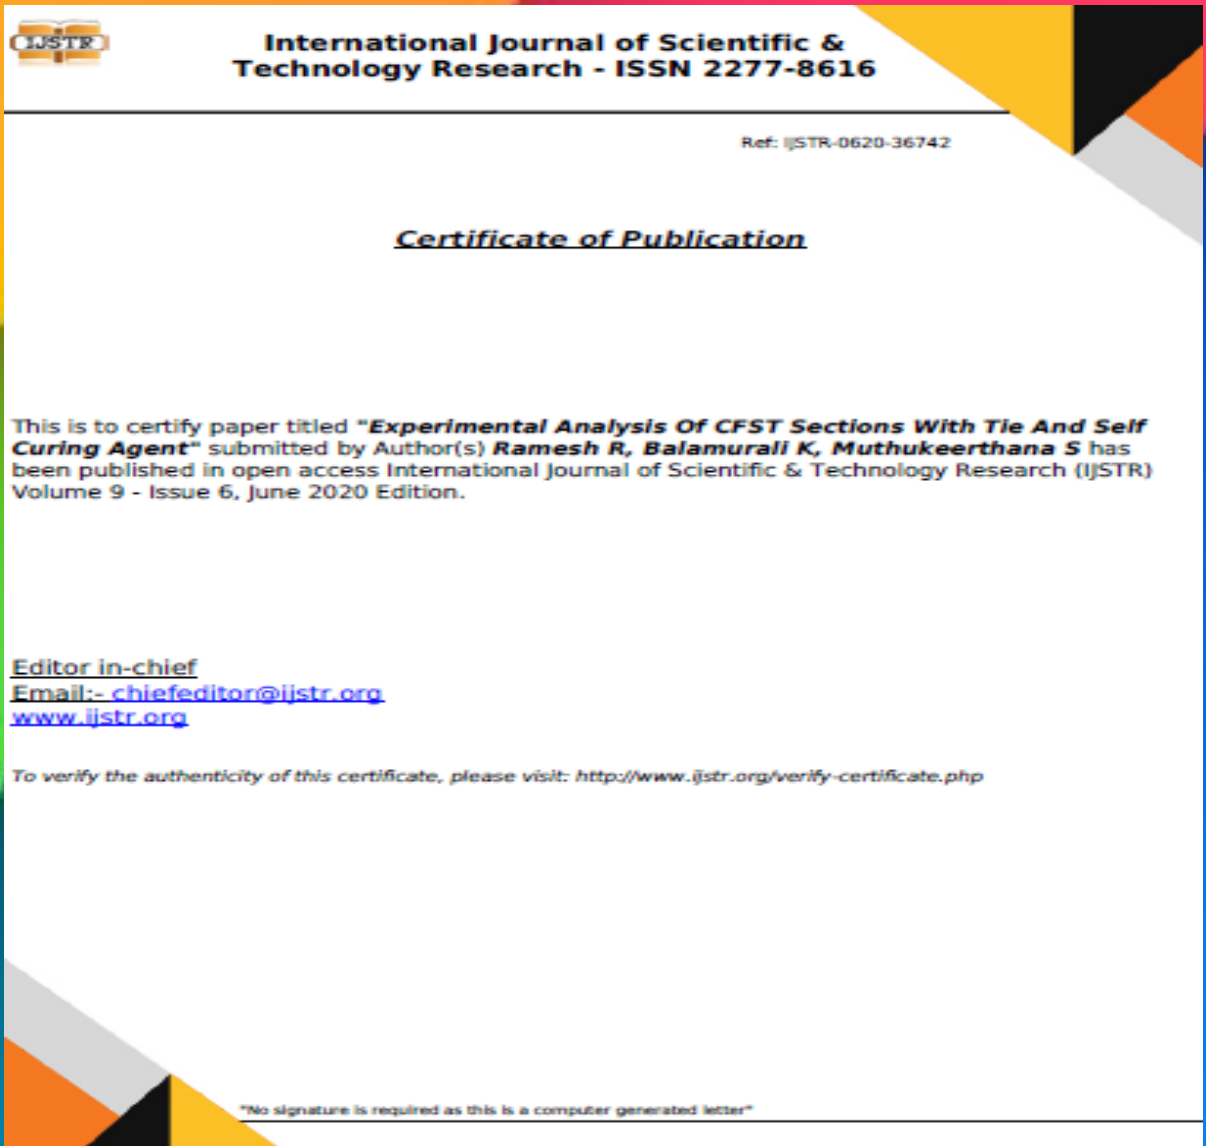 IJSTR
International Journal of Scientific &
Technology Research - ISSN 2277-8616
Ref: IJSTR-0620-36742
Certificate of Publication
This is to certify paper titled "Experimental Analysis Of CFST Sections With Tie And Self
Curing Agent" submitted by Author(s) Ramesh R, Balamurali K, Muthukeerthana S has
been published in open access International Journal of Scientific & Technology Research (IJSTR)
Volume 9 - Issue 6, June 2020 Edition.
Editor in-chief
Email:- chiefeditor@ijstr.org
www.ijstr.org
To verify the authenticity of this certificate, please visit: http://www.ijstr.org/verify-certificate.php
"No signature is required as this is a computer generated letter"